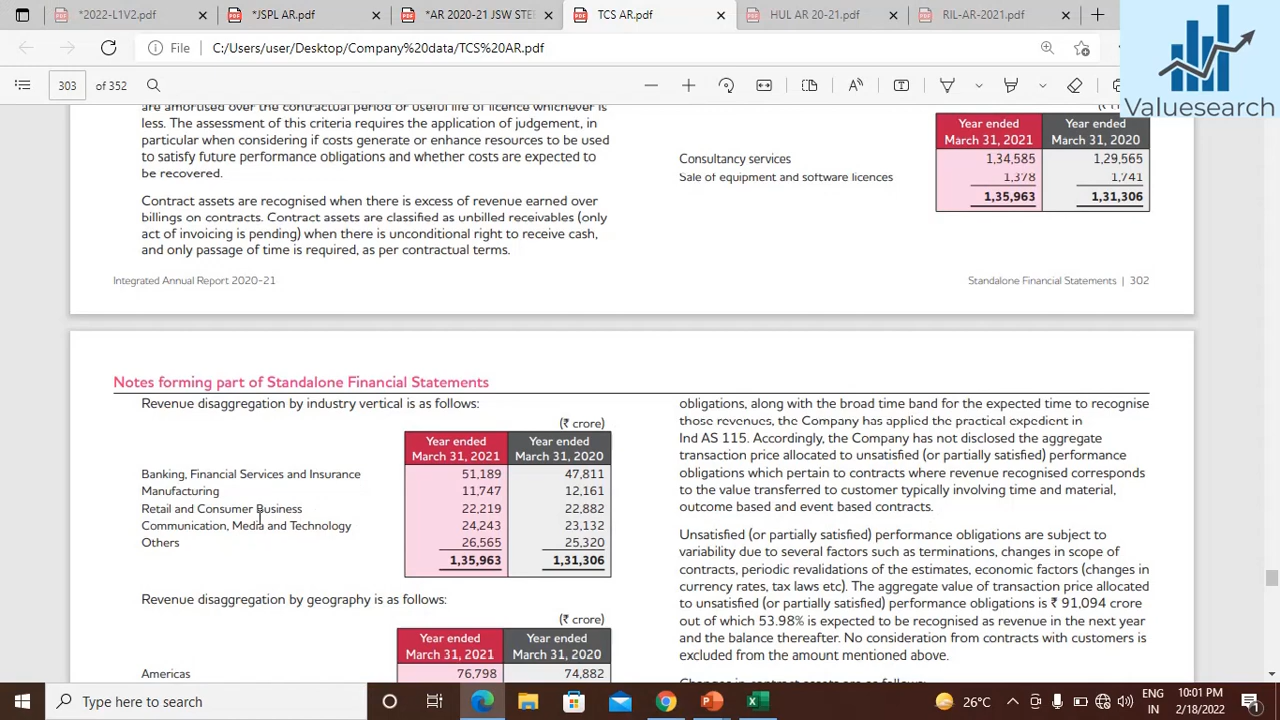 *2022-L1V2.pdf
*JSPL AR.pdf
*AR 2020-21 JSW STE
TCS AR.pdf
HUL AR 20-21.pdf
RIL-AR-2021.pdf
File
C:/Users/user/Desktop/Company%20data/TCS%20AR.pdf
303 of 352
Valuesearch
are amortised over the contractual period or useful life of licence whichever is
less. The assessment of this criteria requires the application of judgement, in
particular when considering if costs generate or enhance resources to be used
to satisfy future performance obligations and whether costs are expected to
be recovered.
Contract assets are recognised when there is excess of revenue earned over
billings on contracts. Contract assets are classified as unbilled receivables (only
act of invoicing is pending) when there is unconditional right to receive cash,
and only passage of time is required, as per contractual terms.
Year ended Year ended
March 31, 2021 March 31, 2020
Consultancy services 1,34,585 1,29,565
Sale of equipment and software licences 1,378 1,741
1,35,963 1,31,306
Integrated Annual Report 2020-21
Standalone Financial Statements | 302
Notes forming part of Standalone Financial Statements
Revenue disaggregation by industry vertical is as follows:
(₹ crore)
Year ended Year ended
March 31, 2021 March 31, 2020
Banking, Financial Services and Insurance 51,189 47,811
Manufacturing 11,747 12,161
Retail and Consumer Business 22,219 22,882
Communication, Media and Technology 24,243 23,132
Others 26,565 25,320
1,35,963 1,31,306
Revenue disaggregation by geography is as follows:
(₹ crore)
Year ended Year ended
March 31, 2021 March 31, 2020
Americas 76,798 74,882
obligations, along with the broad time band for the expected time to recognise
those revenues, the Company has applied the practical expedient in
Ind AS 115. Accordingly, the Company has not disclosed the aggregate
transaction price allocated to unsatisfied (or partially satisfied) performance
obligations which pertain to contracts where revenue recognised corresponds
to the value transferred to customer typically involving time and material,
outcome based and event based contracts.
Unsatisfied (or partially satisfied) performance obligations are subject to
variability due to several factors such as terminations, changes in scope of
contracts, periodic revalidations of the estimates, economic factors (changes in
currency rates, tax laws etc). The aggregate value of transaction price allocated
to unsatisfied (or partially satisfied) performance obligations is ₹ 91,094 crore
out of which 53.98% is expected to be recognised as revenue in the next year
and the balance thereafter. No consideration from contracts with customers is
excluded from the amount mentioned above.
Changes in contract assets are as follows:
Type here to search
26°C
ENG
IN
10:01 PM
2/18/2022
1